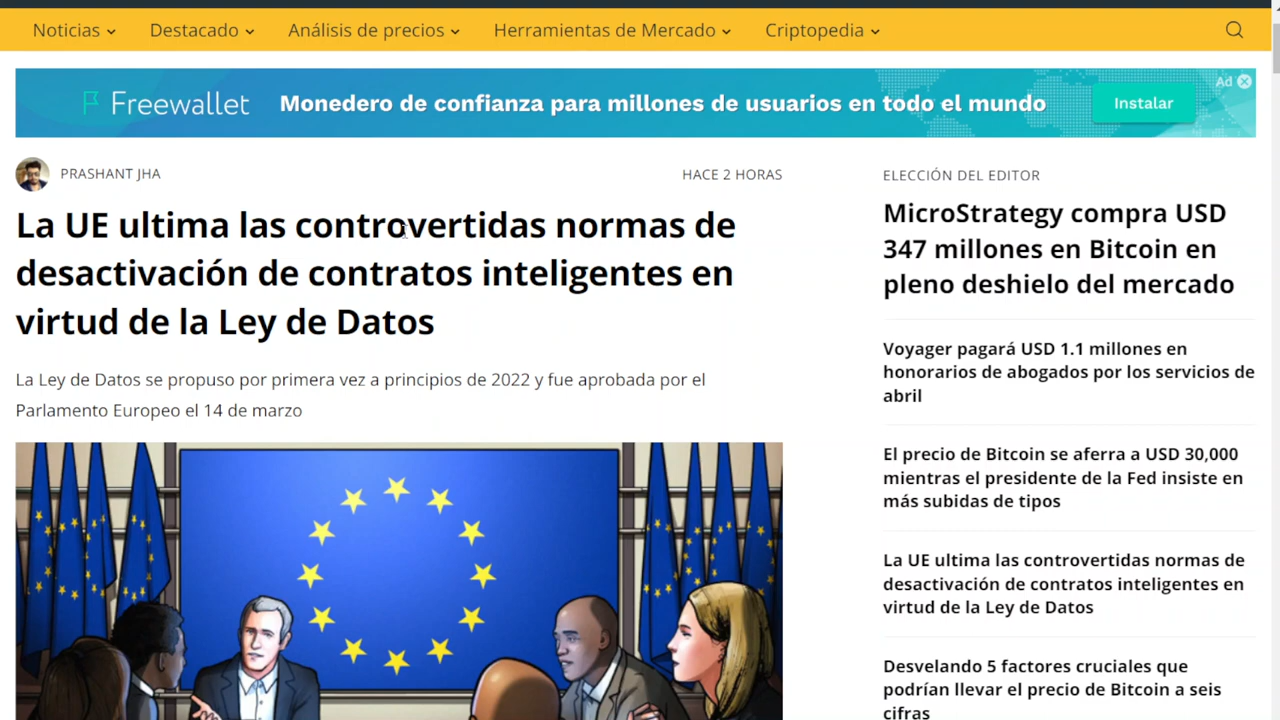 Noticias
Destacado
Análisis de precios
Herramientas de Mercado
Criptopedia
Freewallet
Monedero de confianza para millones de usuarios en todo el mundo
Instalar
Ad
PRASHANT JHA
HACE 2 HORAS
La UE ultima las controvertidas normas de
desactivación de contratos inteligentes en
virtud de la Ley de Datos
La Ley de Datos se propuso por primera vez a principios de 2022 y fue aprobada por el
Parlamento Europeo el 14 de marzo
ELECCIÓN DEL EDITOR
MicroStrategy compra USD
347 millones en Bitcoin en
pleno deshielo del mercado
Voyager pagará USD 1.1 millones en
honorarios de abogados por los servicios de
abril
El precio de Bitcoin se aferra a USD 30,000
mientras el presidente de la Fed insiste en
más subidas de tipos
La UE ultima las controvertidas normas de
desactivación de contratos inteligentes en
virtud de la Ley de Datos
Desvelando 5 factores cruciales que
podrían llevar el precio de Bitcoin a seis
cifras